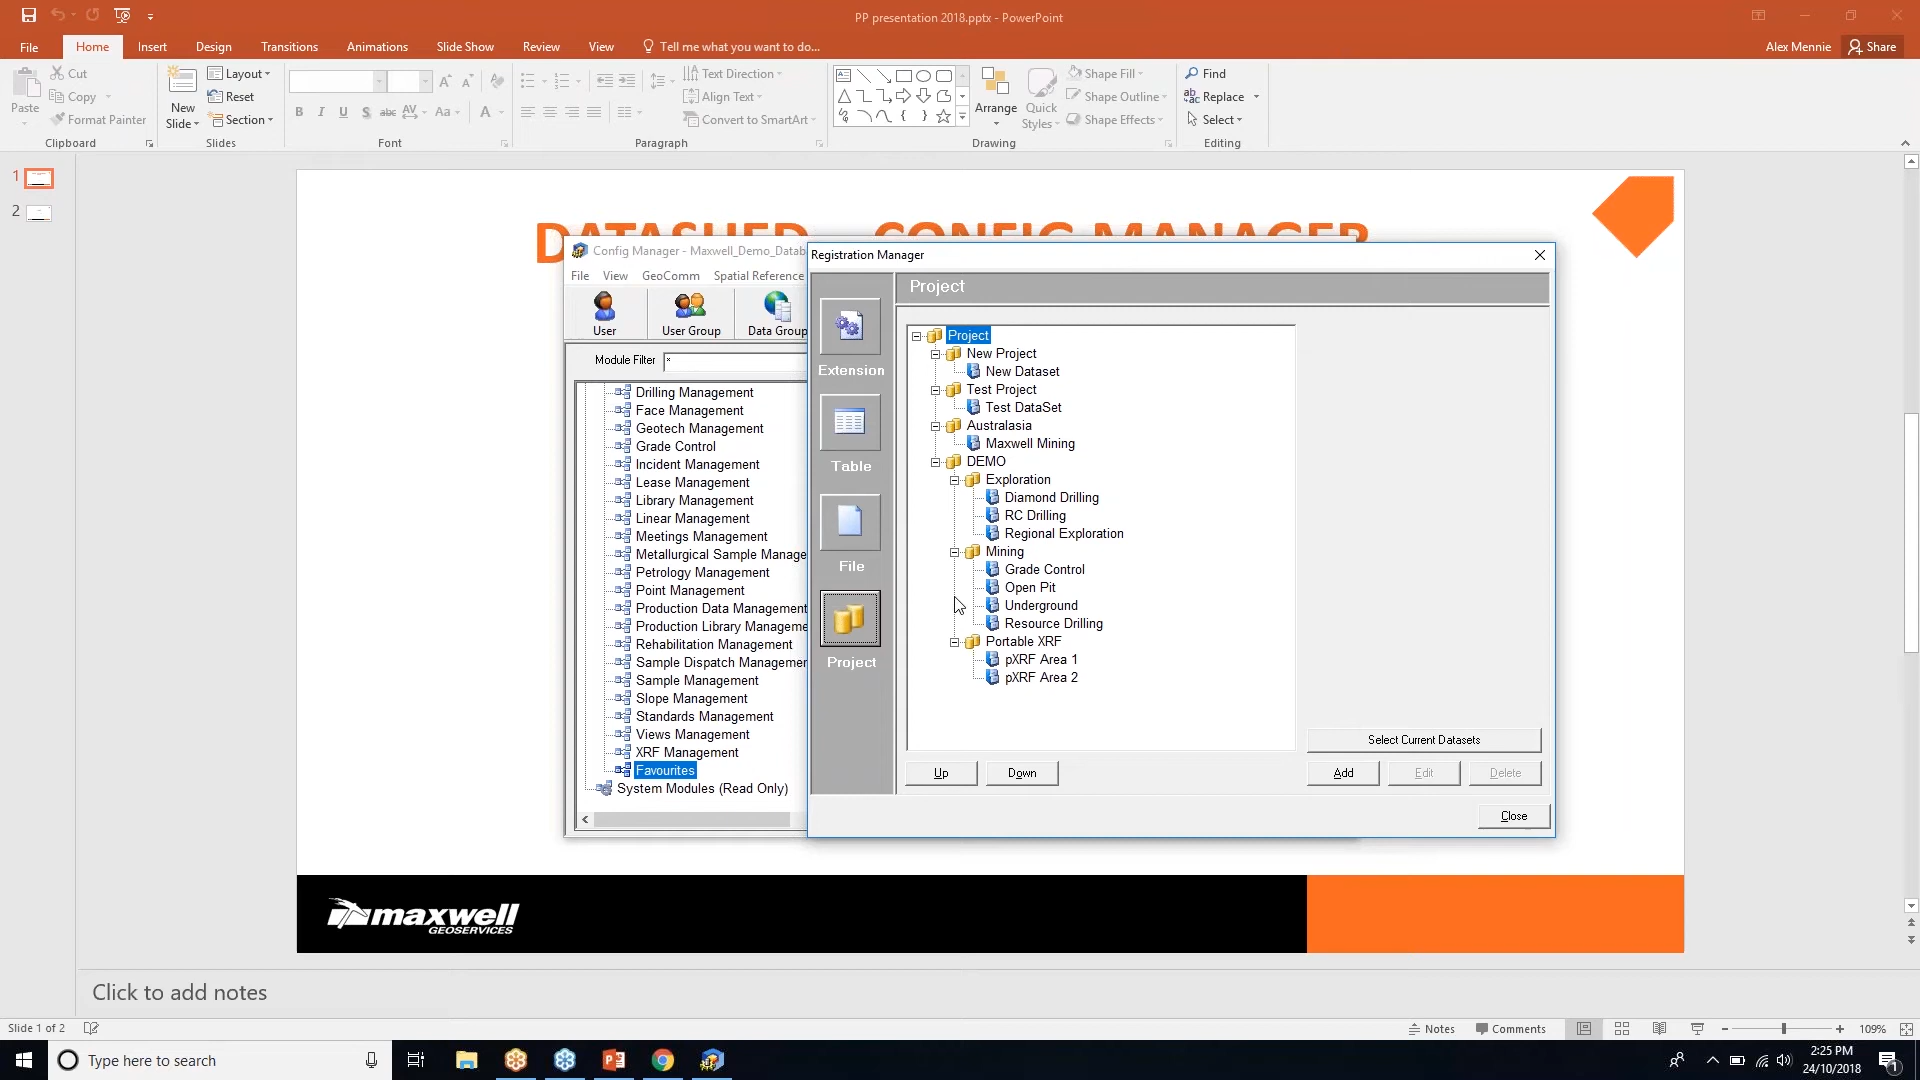 PP presentation 2018.pptx - PowerPoint
File
Home
Insert
Design
Transitions
Animations
Slide Show
Review
View
Tell me what you want to do...
Alex Mennie
Share
Paste
Cut
Copy
Format Painter
Clipboard
New
Slide
Layout
Reset
Section
Slides
B I U S abc AV Aa A
Font
Text Direction
Align Text
Convert to SmartArt
Paragraph
Arrange
Quick
Styles
Shape Fill
Shape Outline
Shape Effects
Drawing
Find
Replace
Select
Editing
1
2
DATASHED - CONFIG MANAGER
Config Manager - Maxwell_Demo_Datab
File View GeoComm Spatial Reference
User
User Group
Data Group
Module Filter *
Drilling Management
Face Management
Geotech Management
Grade Control
Incident Management
Lease Management
Library Management
Linear Management
Meetings Management
Metallurgical Sample Manage
Petrology Management
Point Management
Production Data Management
Production Library Manageme
Rehabilitation Management
Sample Dispatch Managemer
Sample Management
Slope Management
Standards Management
Views Management
XRF Management
Favourites
System Modules (Read Only)
Registration Manager
Extension
Table
File
Project
Project
Project
New Project
New Dataset
Test Project
Test DataSet
Australasia
Maxwell Mining
DEMO
Exploration
Diamond Drilling
RC Drilling
Regional Exploration
Mining
Grade Control
Open Pit
Underground
Resource Drilling
Portable XRF
pXRF Area 1
pXRF Area 2
Select Current Datasets
Up
Down
Add
Edit
Delete
Close
maxwell
GEOSERVICES
Click to add notes
Slide 1 of 2
Notes
Comments
109%
Type here to search
2:25 PM
24/10/2018
1